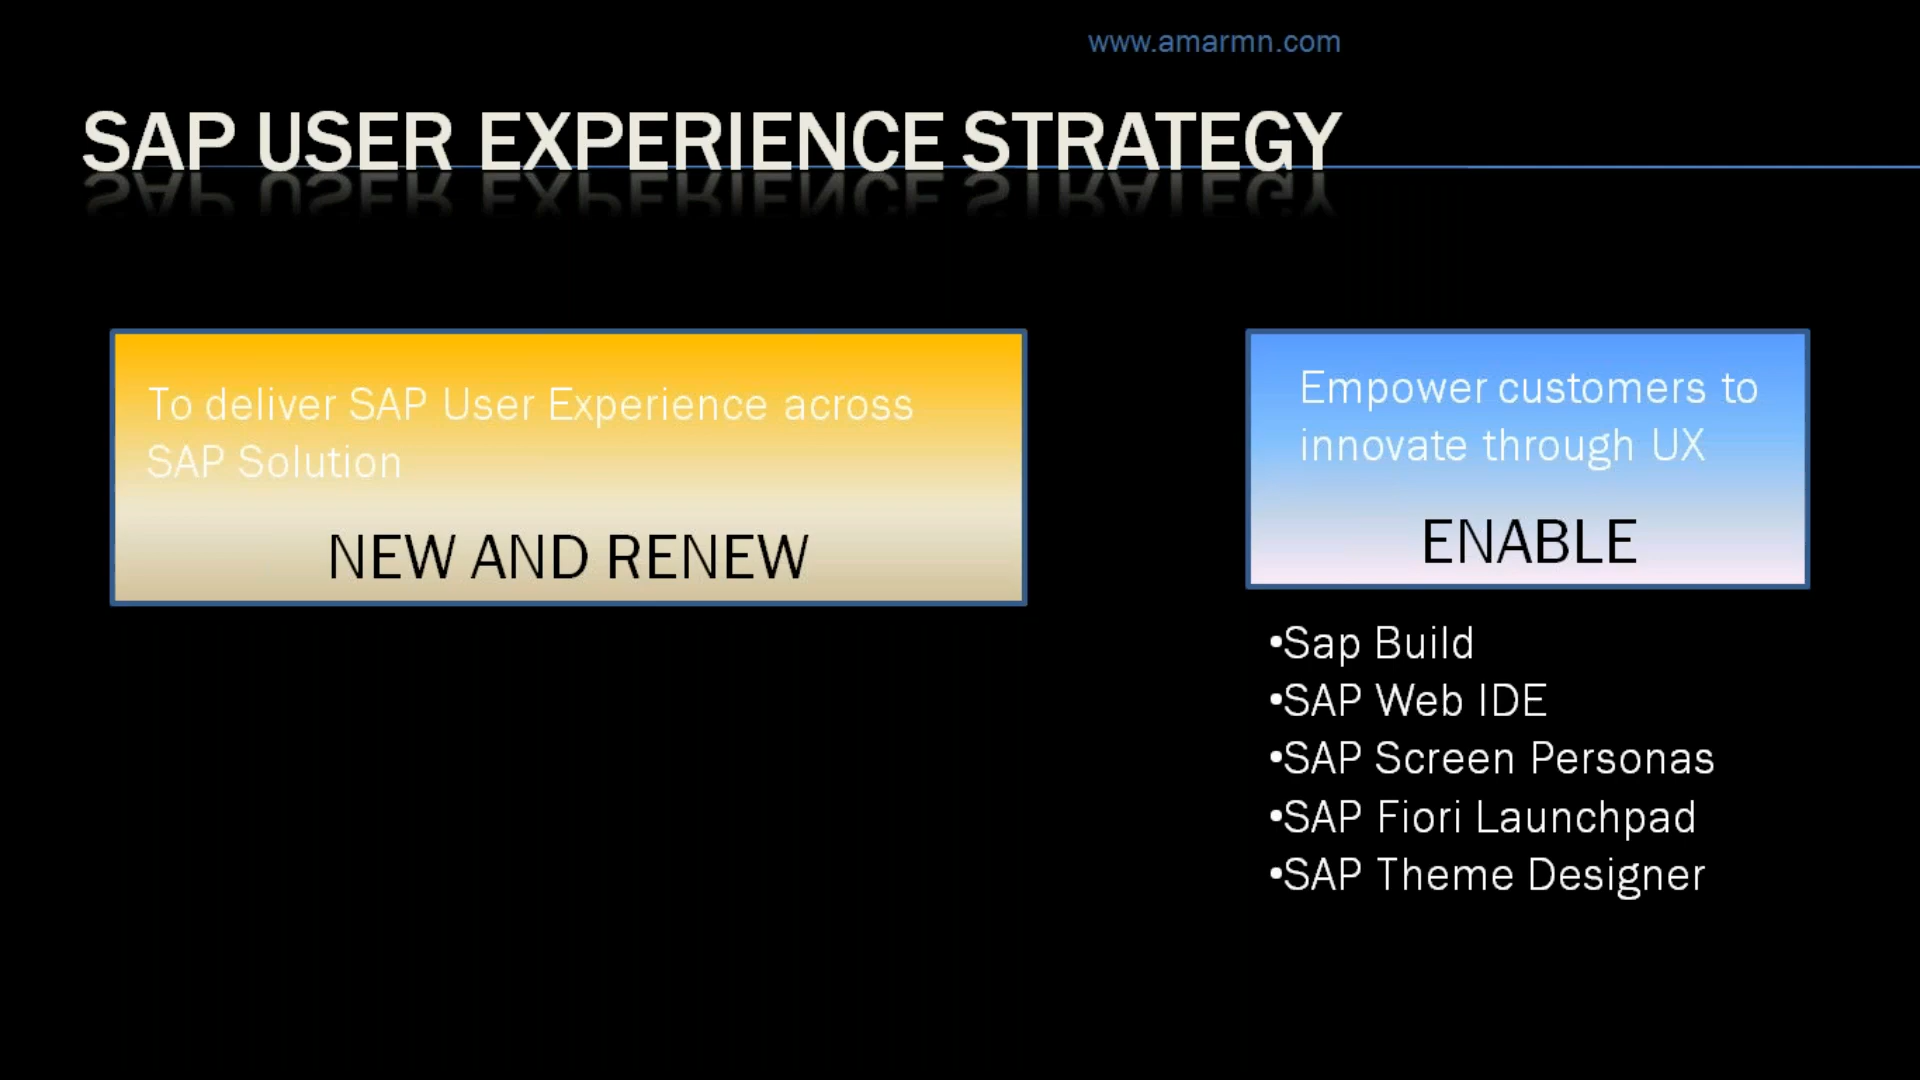 www.amarmn.com
SAP USER EXPERIENCE STRATEGY
To deliver SAP User Experience across
SAP Solution
NEW AND RENEW
Empower customers to
innovate through UX
ENABLE
•Sap Build
•SAP Web IDE
•SAP Screen Personas
•SAP Fiori Launchpad
•SAP Theme Designer